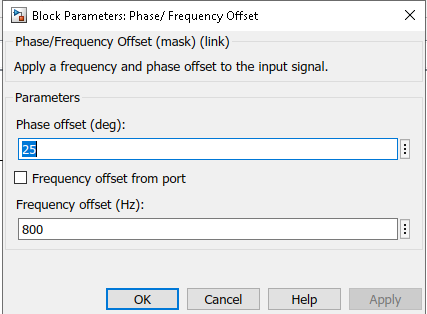 Block Parameters: Phase/ Frequency Offset
Phase/Frequency Offset (mask) (link)
Apply a frequency and phase offset to the input signal.
Parameters
Phase offset (deg):
25
Frequency offset from port
Frequency offset (Hz):
800
OK Cancel Help Apply